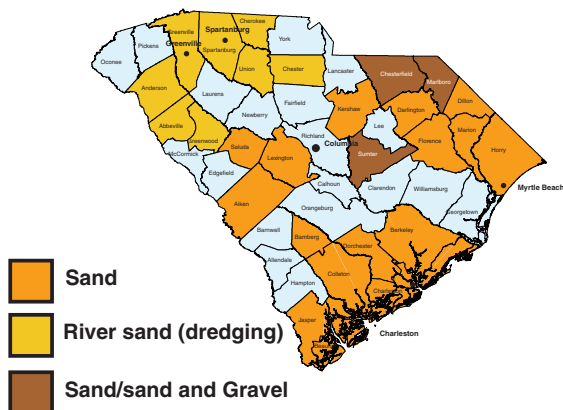 Cherokee
Spartanburg
Greenville
York
Pickens
Greenville
Spartanburg
Oconee
Union
Chester
Lancaster
Chesterfield
Marlboro
Anderson
Laurens
Fairfield
Kershaw
Darlington
Dillon
Newberry
Abbeville
Lee
Marion
Greenwood
Richland
Florence
Horry
Saluda
Columbia
McCormick
Lexington
Sumter
Edgefield
Calhoun
Clarendon
Williamsburg
Myrtle Beach
Aiken
Orangeburg
Georgetown
Barnwell
Bamberg
Berkeley
Dorchester
Allendale
Colleton
Hampton
Charleston
Sand
Jasper
River sand (dredging)
Charleston
Beaufort
Sand/sand and Gravel